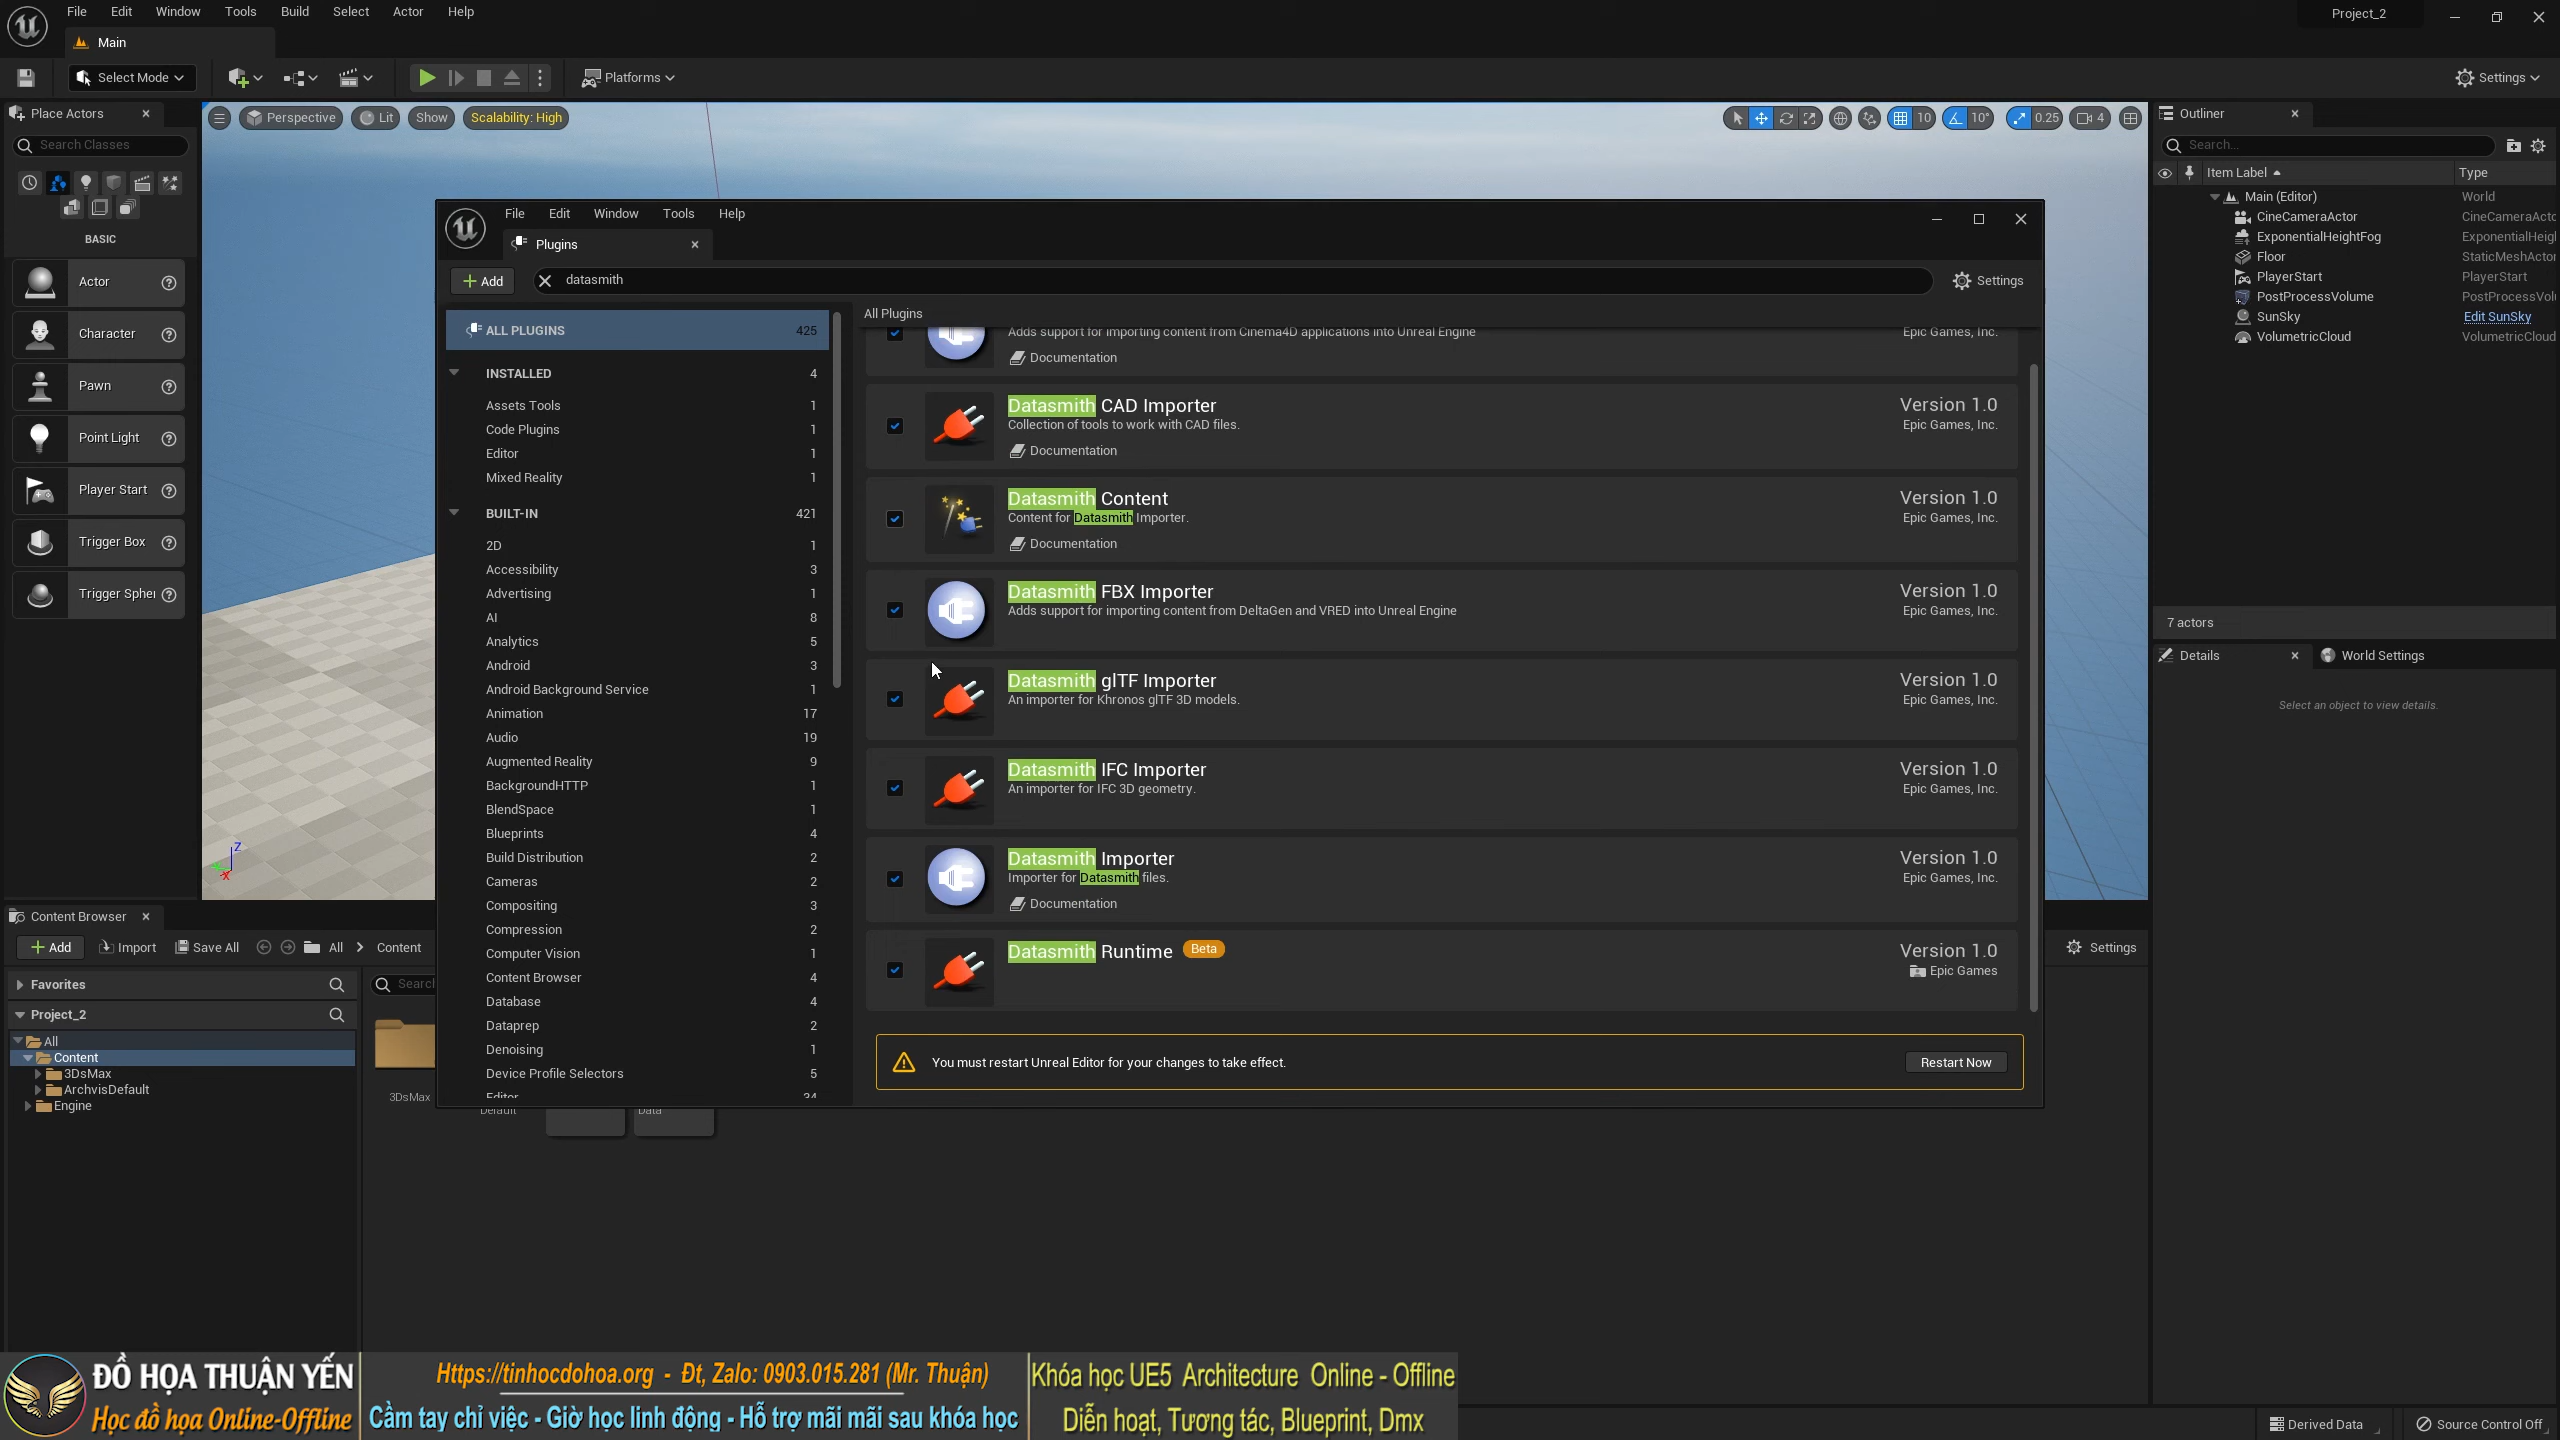 File Edit Window Tools Build Select Actor Help
Project_2
Main
Select Mode
Platforms
Settings
Place Actors
Search Classes
BASIC
Actor
Character
Pawn
Point Light
Player Start
Trigger Box
Trigger Spher
Perspective
Lit
Show
Scalability: High
10
10°
0.25
4
Outliner
Search...
Item Label
Type
Main (Editor) World
CineCameraActor CineCameraActo
ExponentialHeightFog ExponentialHeigl
Floor StaticMeshActor
PlayerStart PlayerStart
PostProcessVolume PostProcessVolu
SunSky Edit SunSky
VolumetricCloud VolumetricCloud
7 actors
Details
World Settings
Select an object to view details.
File Edit Window Tools Help
Plugins
Add
datasmith
Settings
ALL PLUGINS 425
INSTALLED 4
Assets Tools 1
Code Plugins 1
Editor 1
Mixed Reality 1
BUILT-IN 421
2D 1
Accessibility 3
Advertising 1
AI 8
Analytics 5
Android 3
Android Background Service 1
Animation 17
Audio 19
Augmented Reality 9
BackgroundHTTP 1
BlendSpace 1
Blueprints 4
Build Distribution 2
Cameras 2
Compositing 3
Compression 2
Computer Vision 1
Content Browser 4
Database 4
Dataprep 2
Denoising 1
Device Profile Selectors 5
Editor 34
All Plugins
Adds support for importing content from Cinema4D applications into Unreal Engine
Epic Games, Inc.
Documentation
Datasmith CAD Importer
Version 1.0
Collection of tools to work with CAD files.
Epic Games, Inc.
Documentation
Datasmith Content
Version 1.0
Content for Datasmith Importer.
Epic Games, Inc.
Documentation
Datasmith FBX Importer
Version 1.0
Adds support for importing content from DeltaGen and VRED into Unreal Engine
Epic Games, Inc.
Datasmith glTF Importer
Version 1.0
An importer for Khronos glTF 3D models.
Epic Games, Inc.
Datasmith IFC Importer
Version 1.0
An importer for IFC 3D geometry.
Epic Games, Inc.
Datasmith Importer
Version 1.0
Importer for Datasmith files.
Epic Games, Inc.
Documentation
Datasmith Runtime Beta
Version 1.0
Epic Games
You must restart Unreal Editor for your changes to take effect.
Restart Now
Z
X
Content Browser
Add
Import
Save All
All
Content
Settings
Favorites
Project_2
All
Content
3DsMax
ArchvisDefault
Engine
Search
3DsMax
Default
Data
ĐỒ HỌA THUẬN YẾN
Học đồ họa Online-Offline
Https://tinhocdohoa.org - Đt, Zalo: 0903.015.281 (Mr. Thuận)
Cầm tay chỉ việc - Giờ học linh động - Hỗ trợ mãi mãi sau khóa học
Khóa học UE5 Architecture Online - Offline
Diễn hoạt, Tương tác, Blueprint, Dmx
Derived Data
Source Control Off